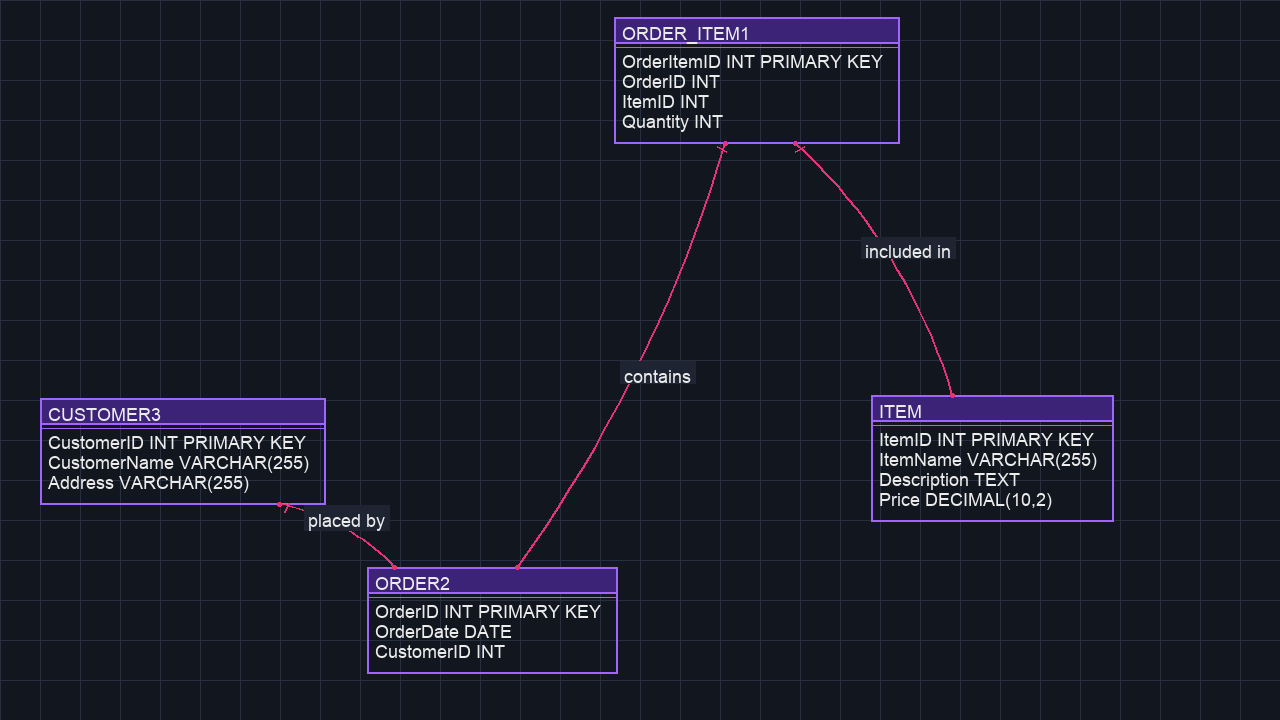 ORDER_ITEM1
OrderItemID INT PRIMARY KEY
OrderID INT
ItemID INT
Quantity INT
included in
contains
CUSTOMER3
CustomerID INT PRIMARY KEY
CustomerName VARCHAR(255)
Address VARCHAR(255)
ITEM
ItemID INT PRIMARY KEY
ItemName VARCHAR(255)
Description TEXT
Price DECIMAL(10,2)
placed by
ORDER2
OrderID INT PRIMARY KEY
OrderDate DATE
CustomerID INT